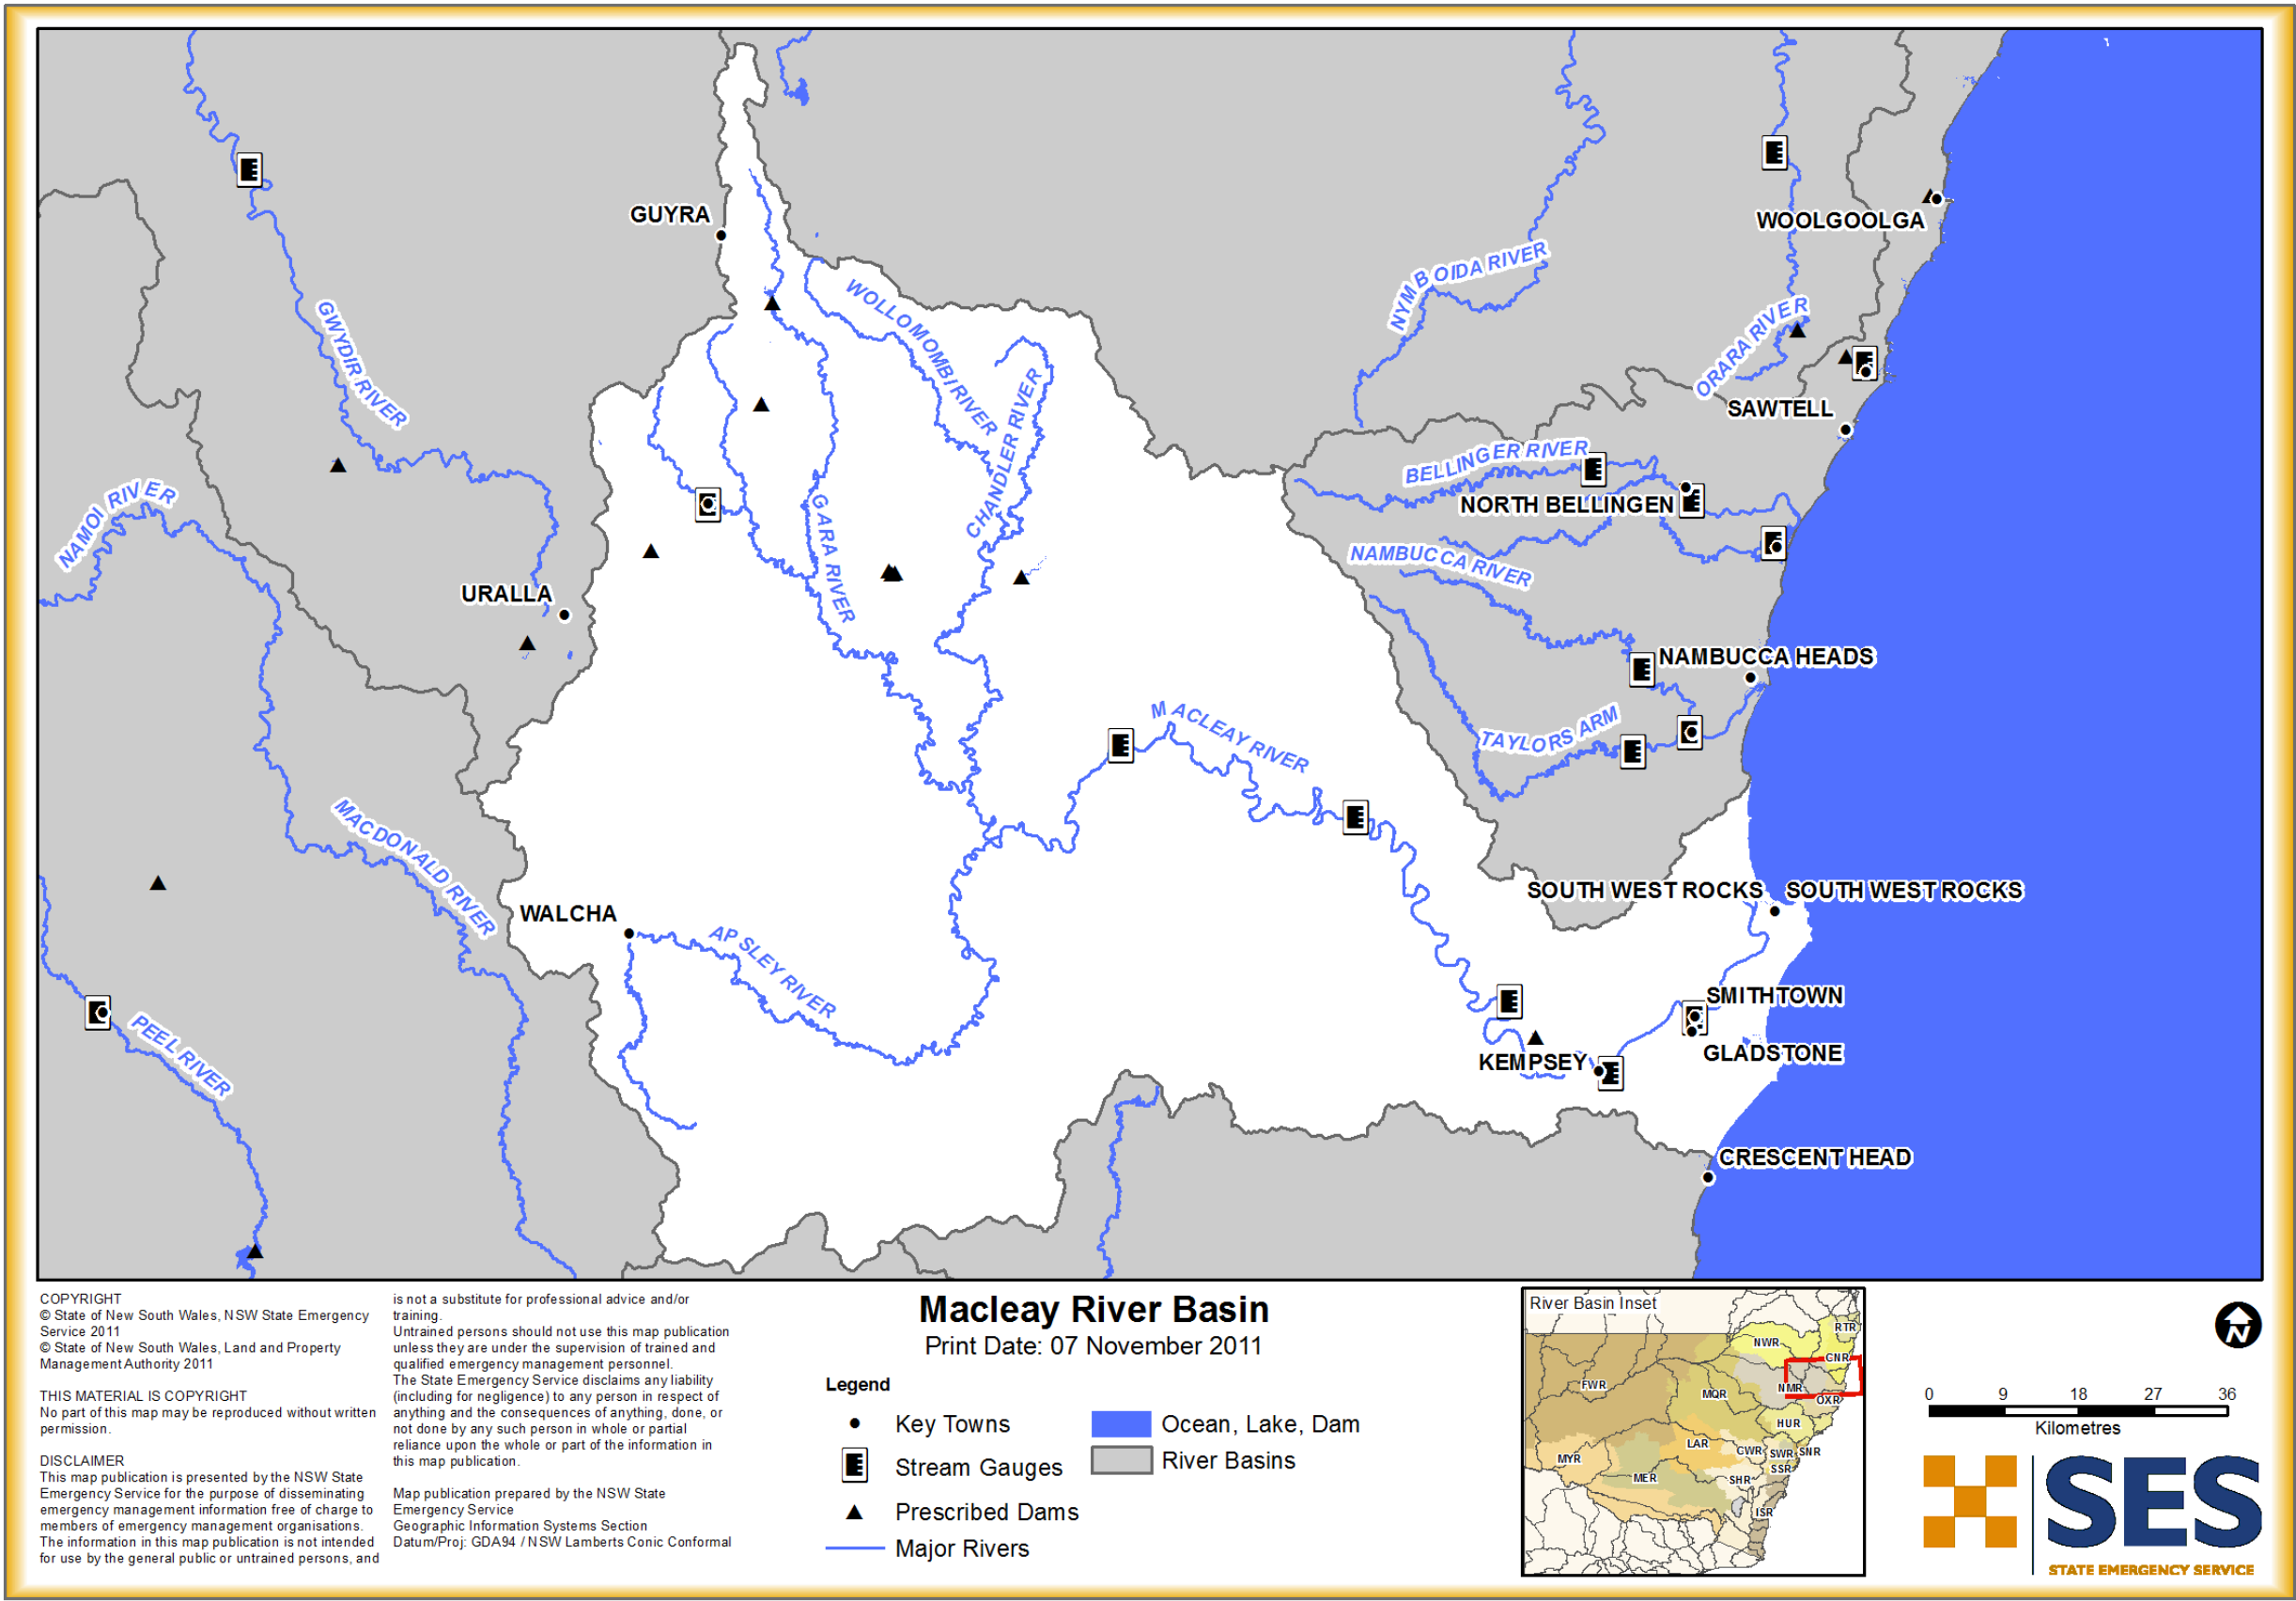 GUYRA
WOOLGOOLGA
NYMBOIDA RIVER
WOLLOMOMBI RIVER
GWYDIR RIVER
ORARA RIVER
CHANDLER RIVER
SAWTELL
BELLINGER RIVER
NORTH BELLINGEN
NAMOI RIVER
GARA RIVER
NAMBUCCA RIVER
URALLA
NAMBUCCA HEADS
MACLEAY RIVER
TAYLORS ARM
MACDONALD RIVER
SOUTH WEST ROCKS
SOUTH WEST ROCKS
WALCHA
APSLEY RIVER
SMITHTOWN
PEEL RIVER
GLADSTONE
KEMPSEY
CRESCENT HEAD
COPYRIGHT
© State of New South Wales, NSW State Emergency
Service 2011
© State of New South Wales, Land and Property
Management Authority 2011
THIS MATERIAL IS COPYRIGHT
No part of this map may be reproduced without written
permission.
DISCLAIMER
This map publication is presented by the NSW State
Emergency Service for the purpose of disseminating
emergency management information free of charge to
members of emergency management organisations.
The information in this map publication is not intended
for use by the general public or untrained persons, and
is not a substitute for professional advice and/or
training.
Untrained persons should not use this map publication
unless they are under the supervision of trained and
qualified emergency management personnel.
The State Emergency Service disclaims any liability
(including for negligence) to any person in respect of
anything and the consequences of anything, done, or
not done by any such person in whole or partial
reliance upon the whole or part of the information in
this map publication.
Map publication prepared by the NSW State
Emergency Service
Geographic Information Systems Section
Datum/Proj: GDA94 / NSW Lamberts Conic Conformal
Macleay River Basin
Print Date: 07 November 2011
Legend
Key Towns
Stream Gauges
Prescribed Dams
Major Rivers
Ocean, Lake, Dam
River Basins
River Basin Inset
RTR
NWR
CNR
FWR
NMR
MQR
OXR
HUR
LAR
CWR
SWR
SNR
MYR
SSR
MER
SHR
ISR
N
0 9 18 27 36
Kilometres
SES
STATE EMERGENCY SERVICE